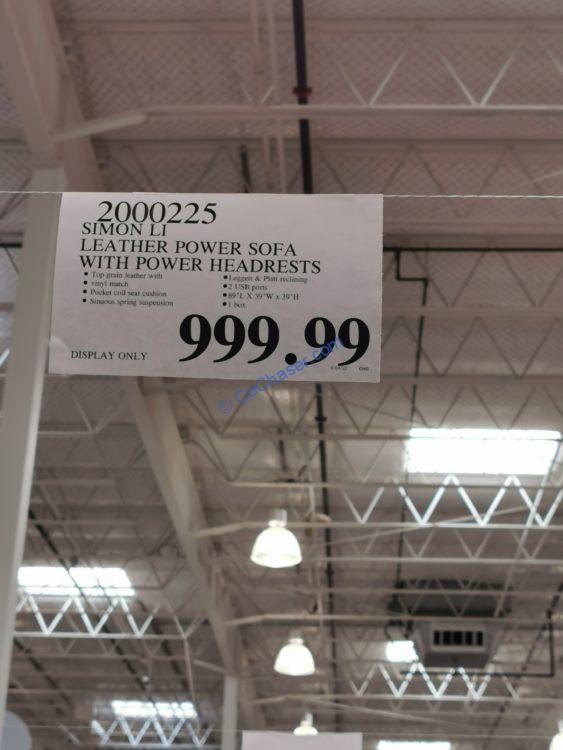 2000225
SIMON LI
LEATHER POWER SOFA
WITH POWER HEADRESTS
• Top grain leather with
• vinyl match
• Pocket coil seat cushion
• Sinuous spring suspension
• Leggett & Platt reclining
• 2 USB ports
• 89"L X 39"W x 39"H
• 1 box
999.99
DISPLAY ONLY
© CoChaser.com